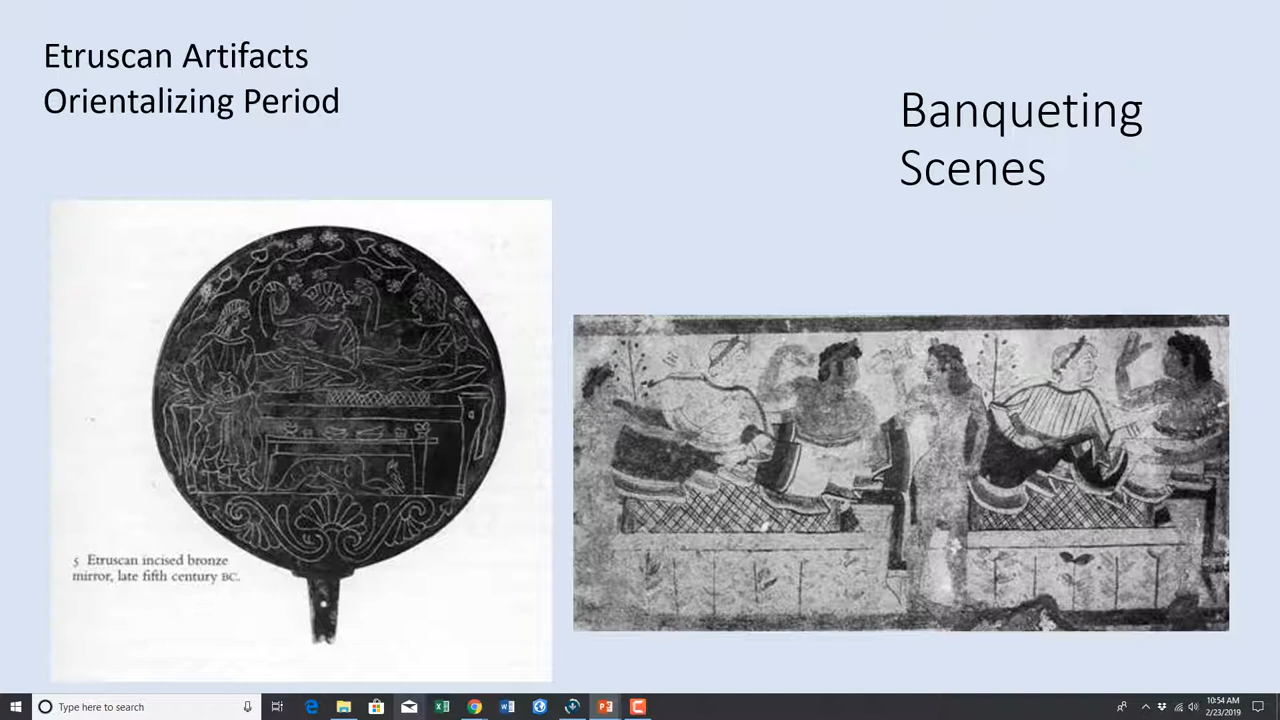 Etruscan Artifacts
Orientalizing Period
Banqueting
Scenes
5 Etruscan incised bronze
mirror, late fifth century BC.
Type here to search
10:54 AM
2/23/2019